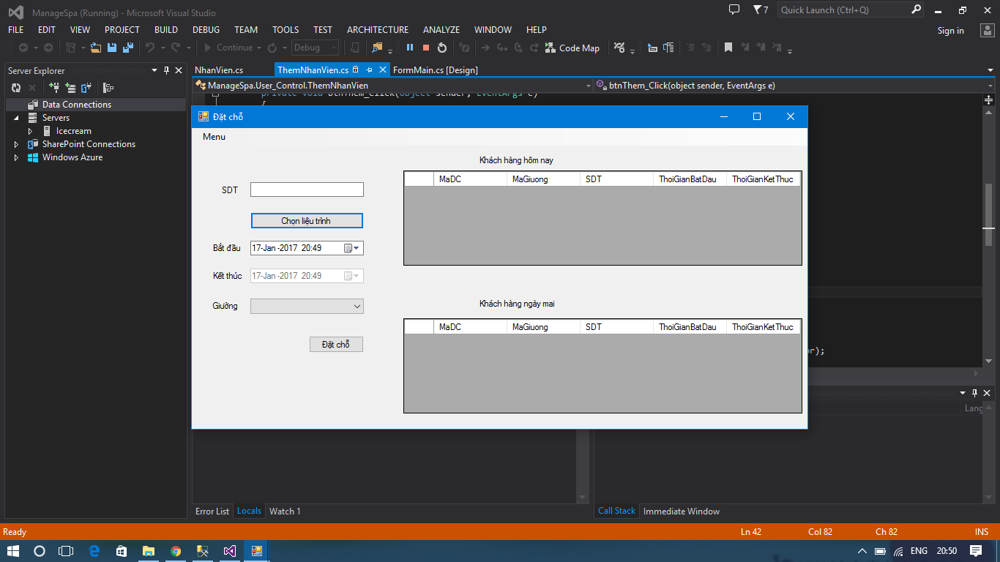 ManageSpa (Running) - Microsoft Visual Studio
7
Quick Launch (Ctrl+Q)
FILE EDIT VIEW PROJECT BUILD DEBUG TEAM TOOLS TEST ARCHITECTURE ANALYZE WINDOW HELP
Sign in
Continue
Debug
Code Map
Server Explorer
NhanVien.cs
ThemNhanVien.cs
FormMain.cs [Design]
ManageSpa.User_Control.ThemNhanVien
btnThem_Click(object sender, EventArgs e)
private void btnThem_Click(object sender, EventArgs e)
{
Data Connections
Servers
Icecream
SharePoint Connections
Windows Azure
Đặt chỗ
Menu
Khách hàng hôm nay
SDT
MaDC MaGiuong SDT ThoiGianBatDau ThoiGianKetThuc
Chọn liệu trình
Bắt đầu
17-Jan -2017 20:49
Kết thúc
17-Jan -2017 20:49
Giường
Khách hàng ngày mai
MaDC MaGiuong SDT ThoiGianBatDau ThoiGianKetThuc
Đặt chỗ
r);
Lang
Error List Locals Watch 1
Call Stack Immediate Window
Ready
Ln 42 Col 82 Ch 82 INS
ENG 20:50